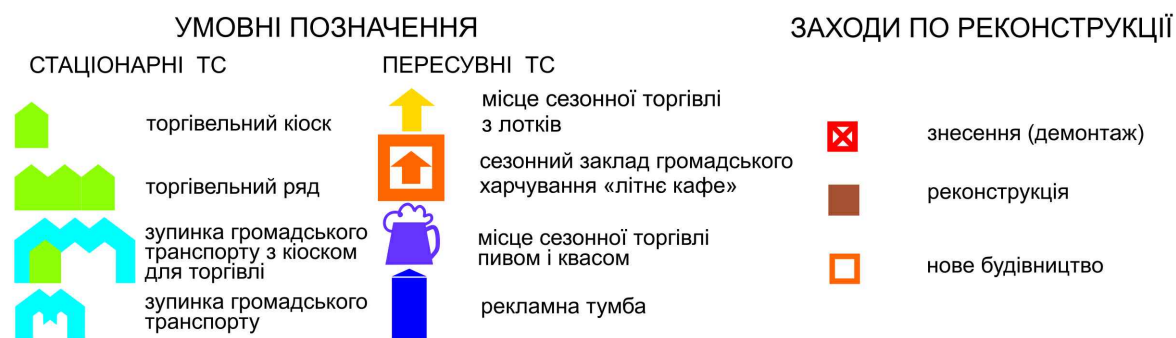 УМОВНІ ПОЗНАЧЕННЯ
СТАЦІОНАРНІ ТС
торгівельний кіоск
торгівельний ряд
зупинка громадського
транспорту з кіоском
для торгівлі
зупинка громадського
транспорту
ПЕРЕСУВНІ ТС
місце сезонної торгівлі
з лотків
сезонний заклад громадського
харчування «літнє кафе»
місце сезонної торгівлі
пивом і квасом
рекламна тумба
ЗАХОДИ ПО РЕКОНСТРУКЦІЇ
знесення (демонтаж)
реконструкція
нове будівництво